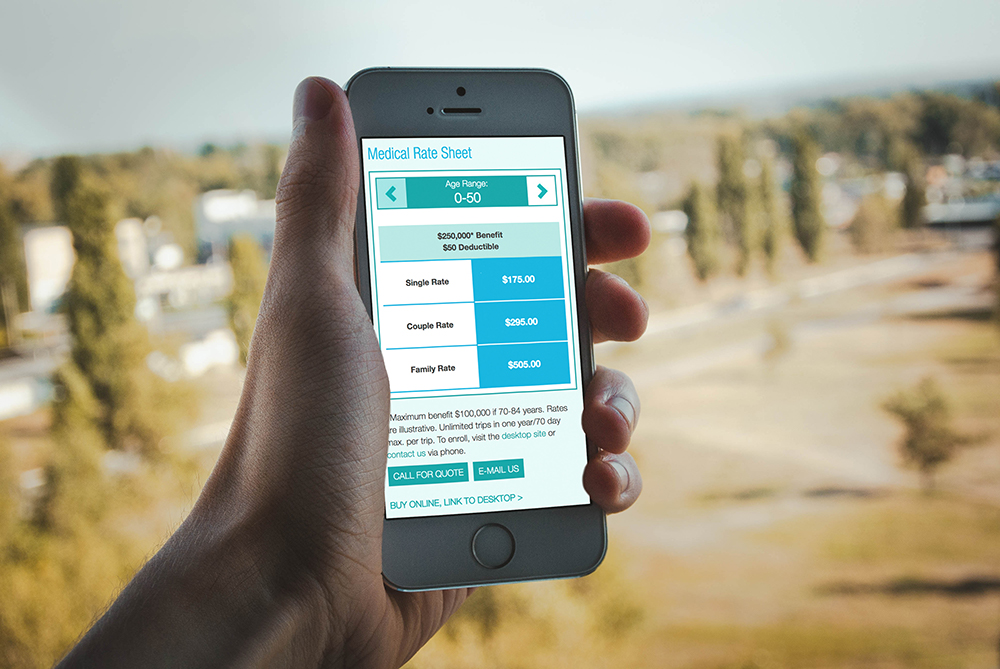 Medical Rate Sheet
Age Range:
0-50
$250,000* Benefit
$50 Deductible
Single Rate $175.00
Couple Rate $295.00
Family Rate $505.00
Maximum benefit $100,000 if 70-84 years. Rates
re illustrative. Unlimited trips in one year/70 day
max. per trip. To enroll, visit the desktop site or
contact us via phone.
CALL FOR QUOTE E-MAIL US
BUY ONLINE, LINK TO DESKTOP >